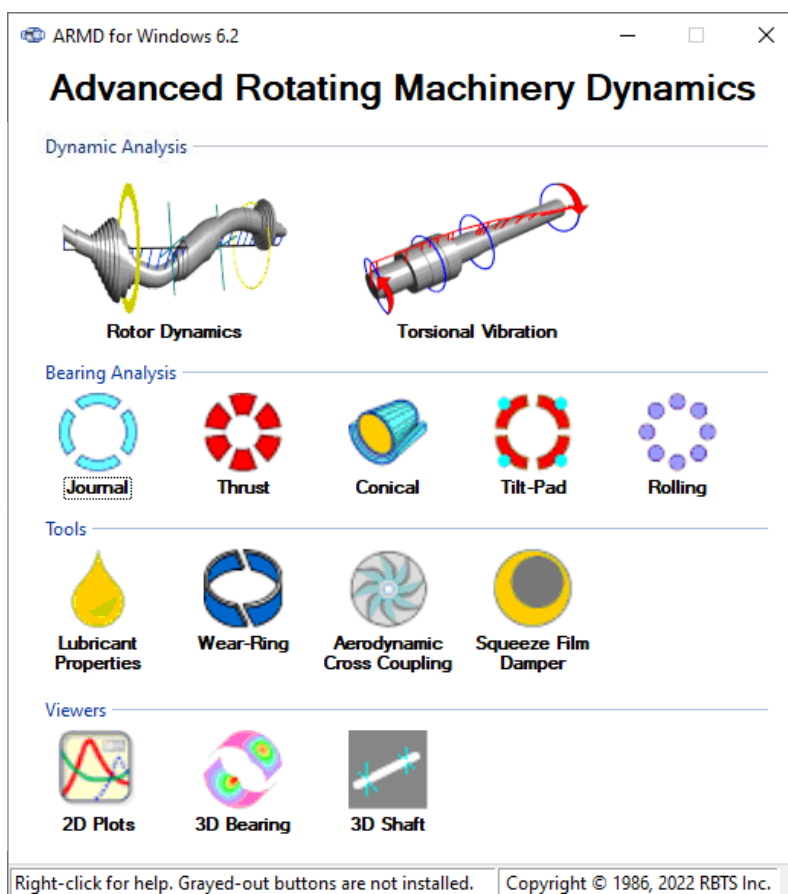 ARMD for Windows 6.2
Advanced Rotating Machinery Dynamics
Dynamic Analysis
Rotor Dynamics
Torsional Vibration
Bearing Analysis
Journal
Thrust
Conical
Tilt-Pad
Rolling
Tools
Lubricant
Properties
Wear-Ring
Aerodynamic
Cross Coupling
Squeeze Film
Damper
Viewers
2D Plots
3D Bearing
3D Shaft
Right-click for help. Grayed-out buttons are not installed.
Copyright © 1986, 2022 RBTS Inc.